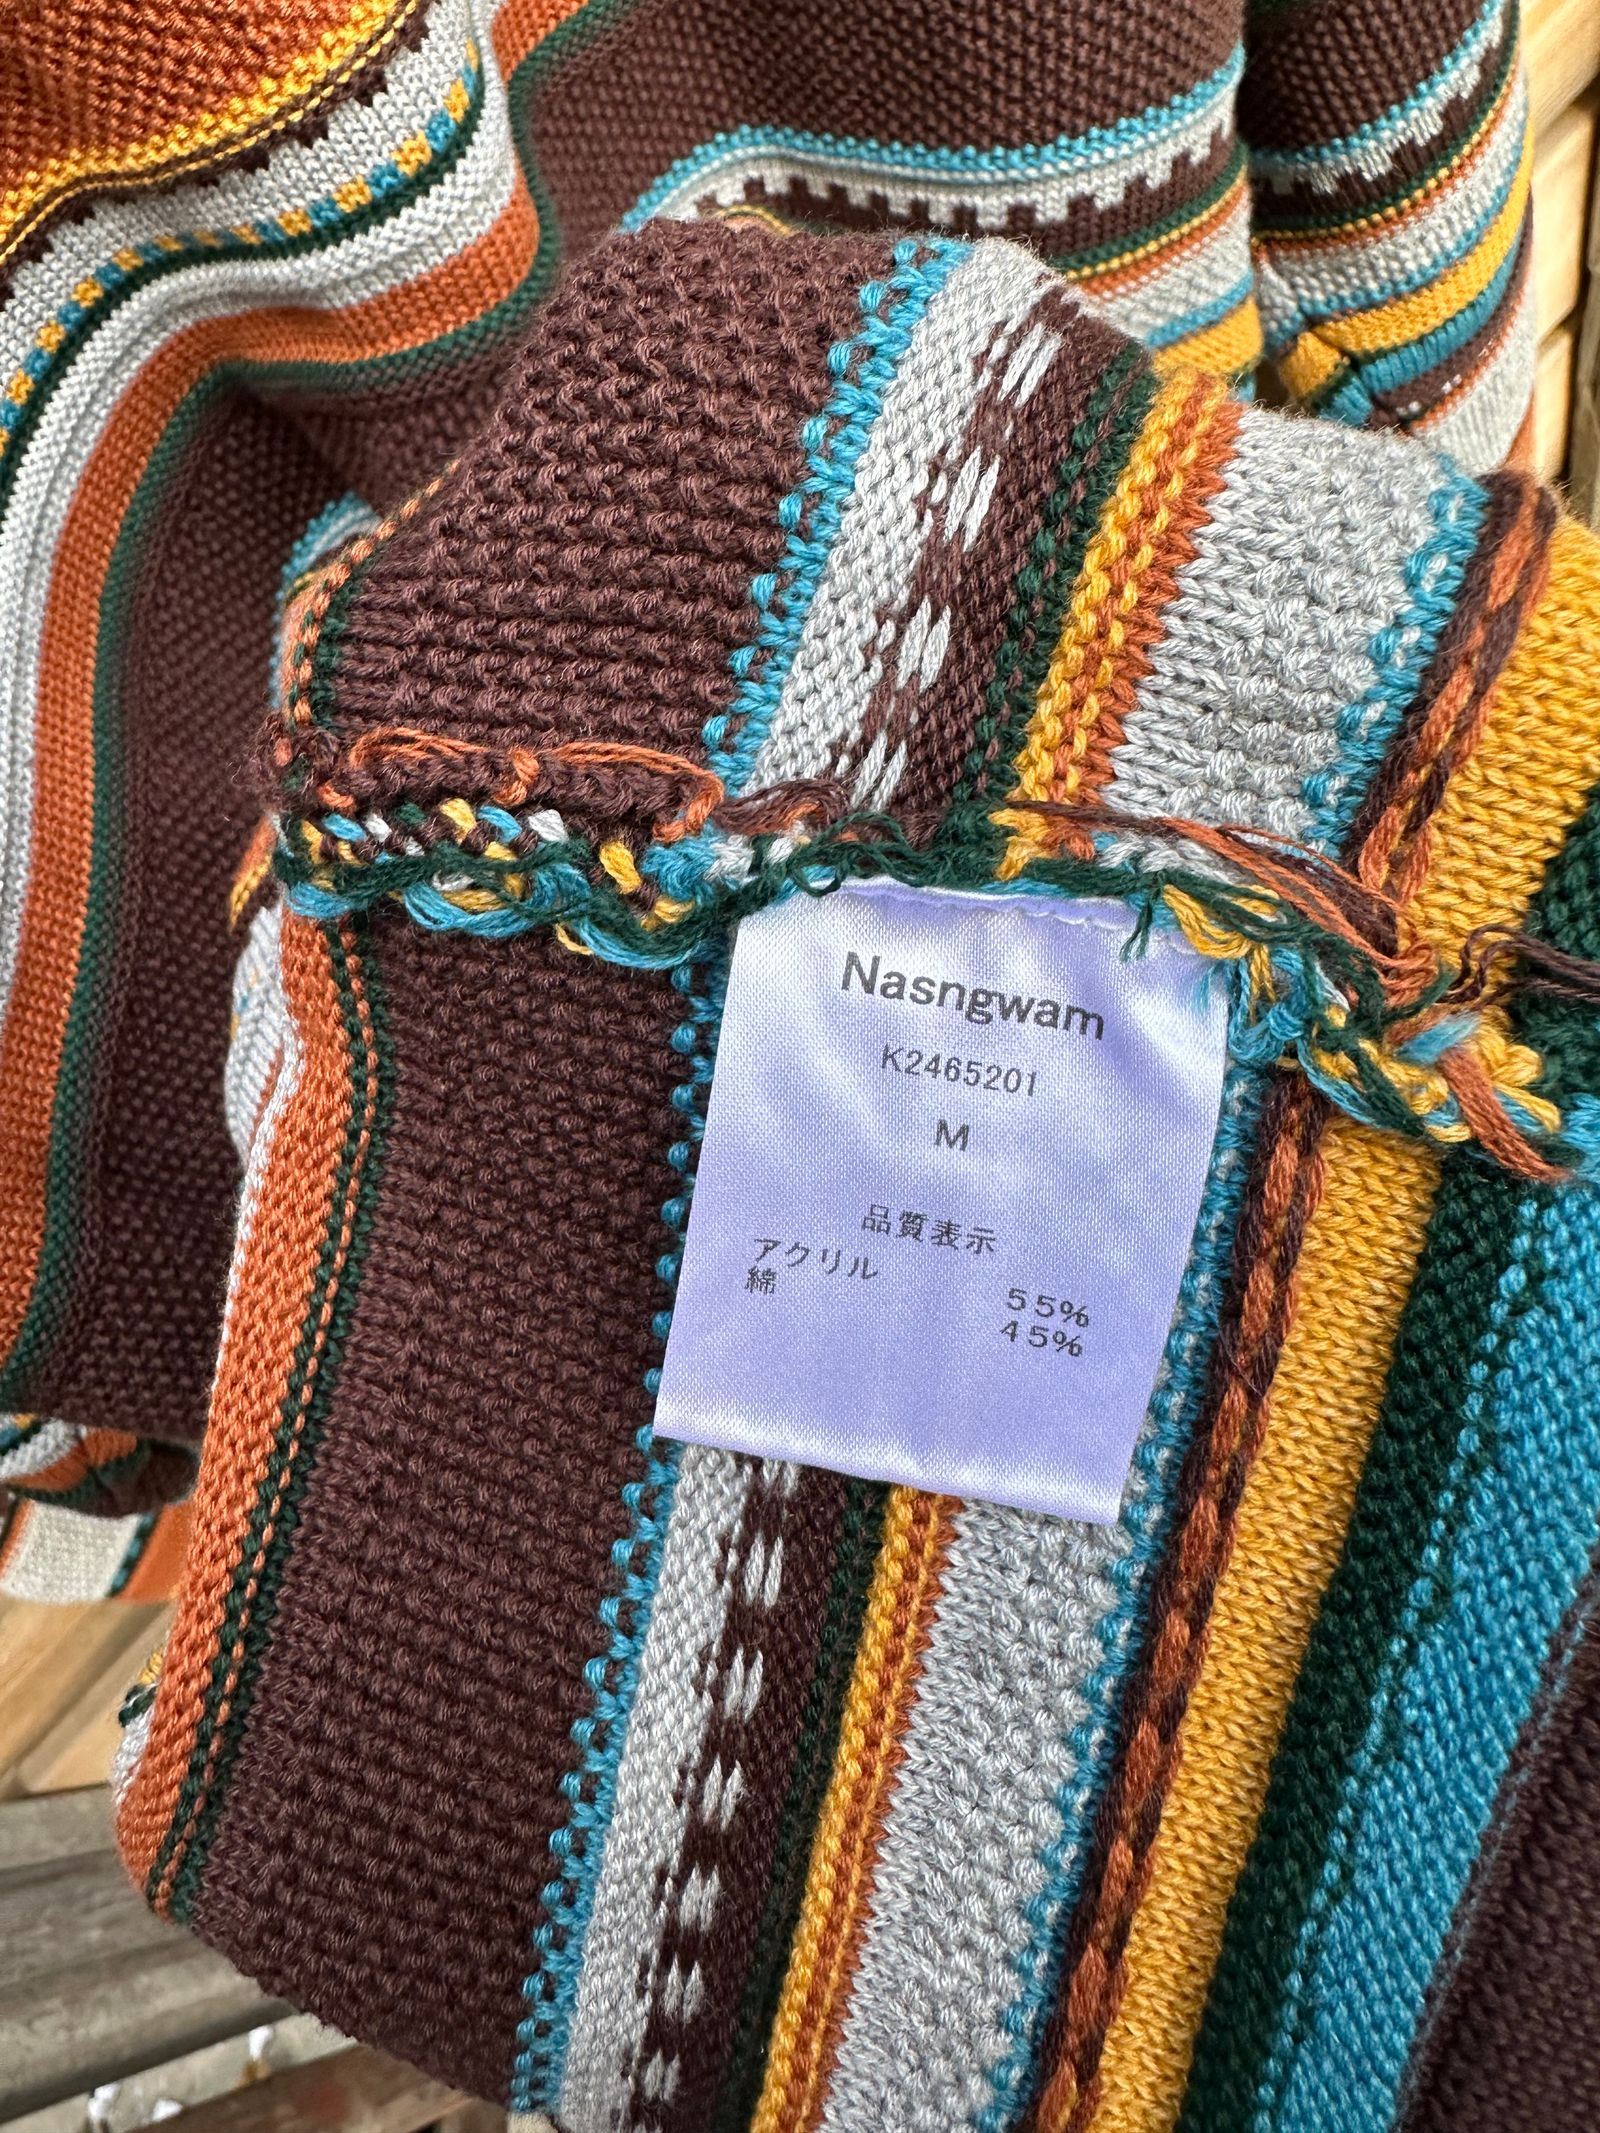 Nasngwam
K2465201
M
品質表示
アクリル 55%
綿 45%